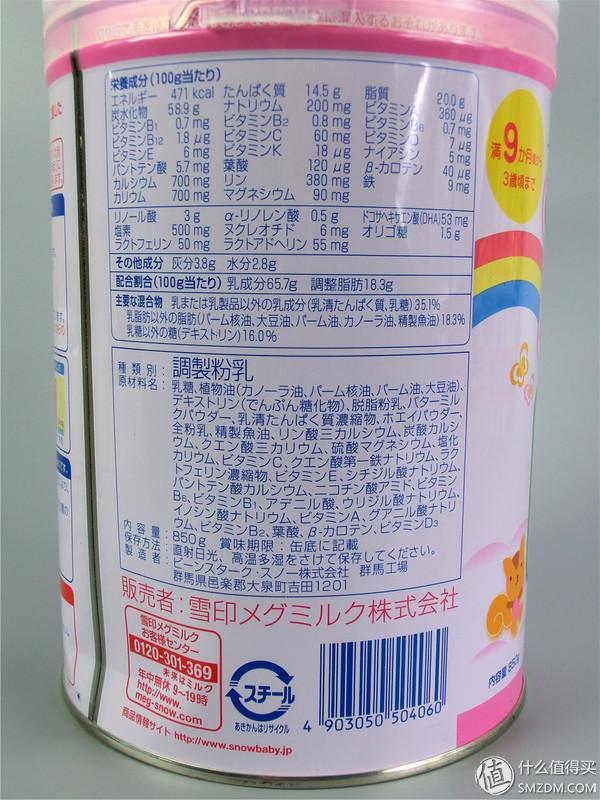 栄養成分(100g当たり)
エネルギー 471 kcal たんぱく質 14.5 g 脂質 20.0 g
炭水化物 58.9 g ナトリウム 200 mg ビタミンA 360 μg
ビタミンB₁ 0.7 mg ビタミンB₂ 0.8 mg ビタミンB₆ 0.7 mg
ビタミンB₁₂ 1.8 μg ビタミンC 60 mg ビタミンD 7 μg
ビタミンE 6 mg ビタミンK 18 μg ナイアシン 5 mg
パントテン酸 5.7 mg 葉酸 120 μg β-カロテン 40 μg
カルシウム 700 mg リン 380 mg 鉄 9 mg
カリウム 700 mg マグネシウム 90 mg
リノール酸 3 g α-リノレン酸 0.5 g ドコサヘキサエン酸(DHA) 53 mg
塩素 500 mg ヌクレオチド 6 mg オリゴ糖 1.5 g
ラクトフェリン 50 mg ラクトアドヘリン 55 mg
その他成分 灰分3.8g 水分2.8g
配合割合(100g当たり) 乳成分65.7g 調整脂肪18.3g
主要な混合物 乳または乳製品以外の乳成分(乳清たんぱく質、乳糖)35.1%
乳脂肪以外の脂肪(パーム核油、大豆油、パーム油、カノーラ油、精製魚油)18.3%
乳糖以外の糖(デキストリン)16.0%
種類別: 調製粉乳
原材料名: 乳糖、植物油(カノーラ油、パーム核油、パーム油、大豆油)、
デキストリン(でんぷん糖化物)、脱脂粉乳、バターミル
クパウダー、乳清たんぱく質濃縮物、ホエイパウダー、
全粉乳、精製魚油、リン酸三カルシウム、炭酸カルシ
ウム、クエン酸三カリウム、硫酸マグネシウム、塩化
カリウム、ビタミンC、クエン酸第一鉄ナトリウム、ラク
トフェリン濃縮物、ビタミンE、シチジル酸ナトリウム、
パントテン酸カルシウム、ニコチン酸アミド、ビタミン
B₆、ビタミンB₁、アデニル酸、ウリジル酸ナトリウム、
イノシン酸ナトリウム、ビタミンA、グアニル酸ナトリ
ウム、ビタミンB₂、葉酸、β-カロテン、ビタミンD₃
内容量: 850g 賞味期限:缶底に記載
保存方法: 直射日光、高温多湿をさけて保存してください。
製造者: ビーンスターク・スノー株式会社 群馬工場
群馬県邑楽郡大泉町吉田1201
販売者:雪印メグミルク株式会社
雪印メグミルク
お客様センター
0120-301-369
未来はミルク
年中無休 9~19時
http://www.
meg-snow.com
商品情報サイト http://www.snowbaby.jp
スチール
あきかんはリサイクル
4 903050 504060
満9か月頃から
3歳頃まで
内容量 850g
值 什么值得买
SMZDM.COM